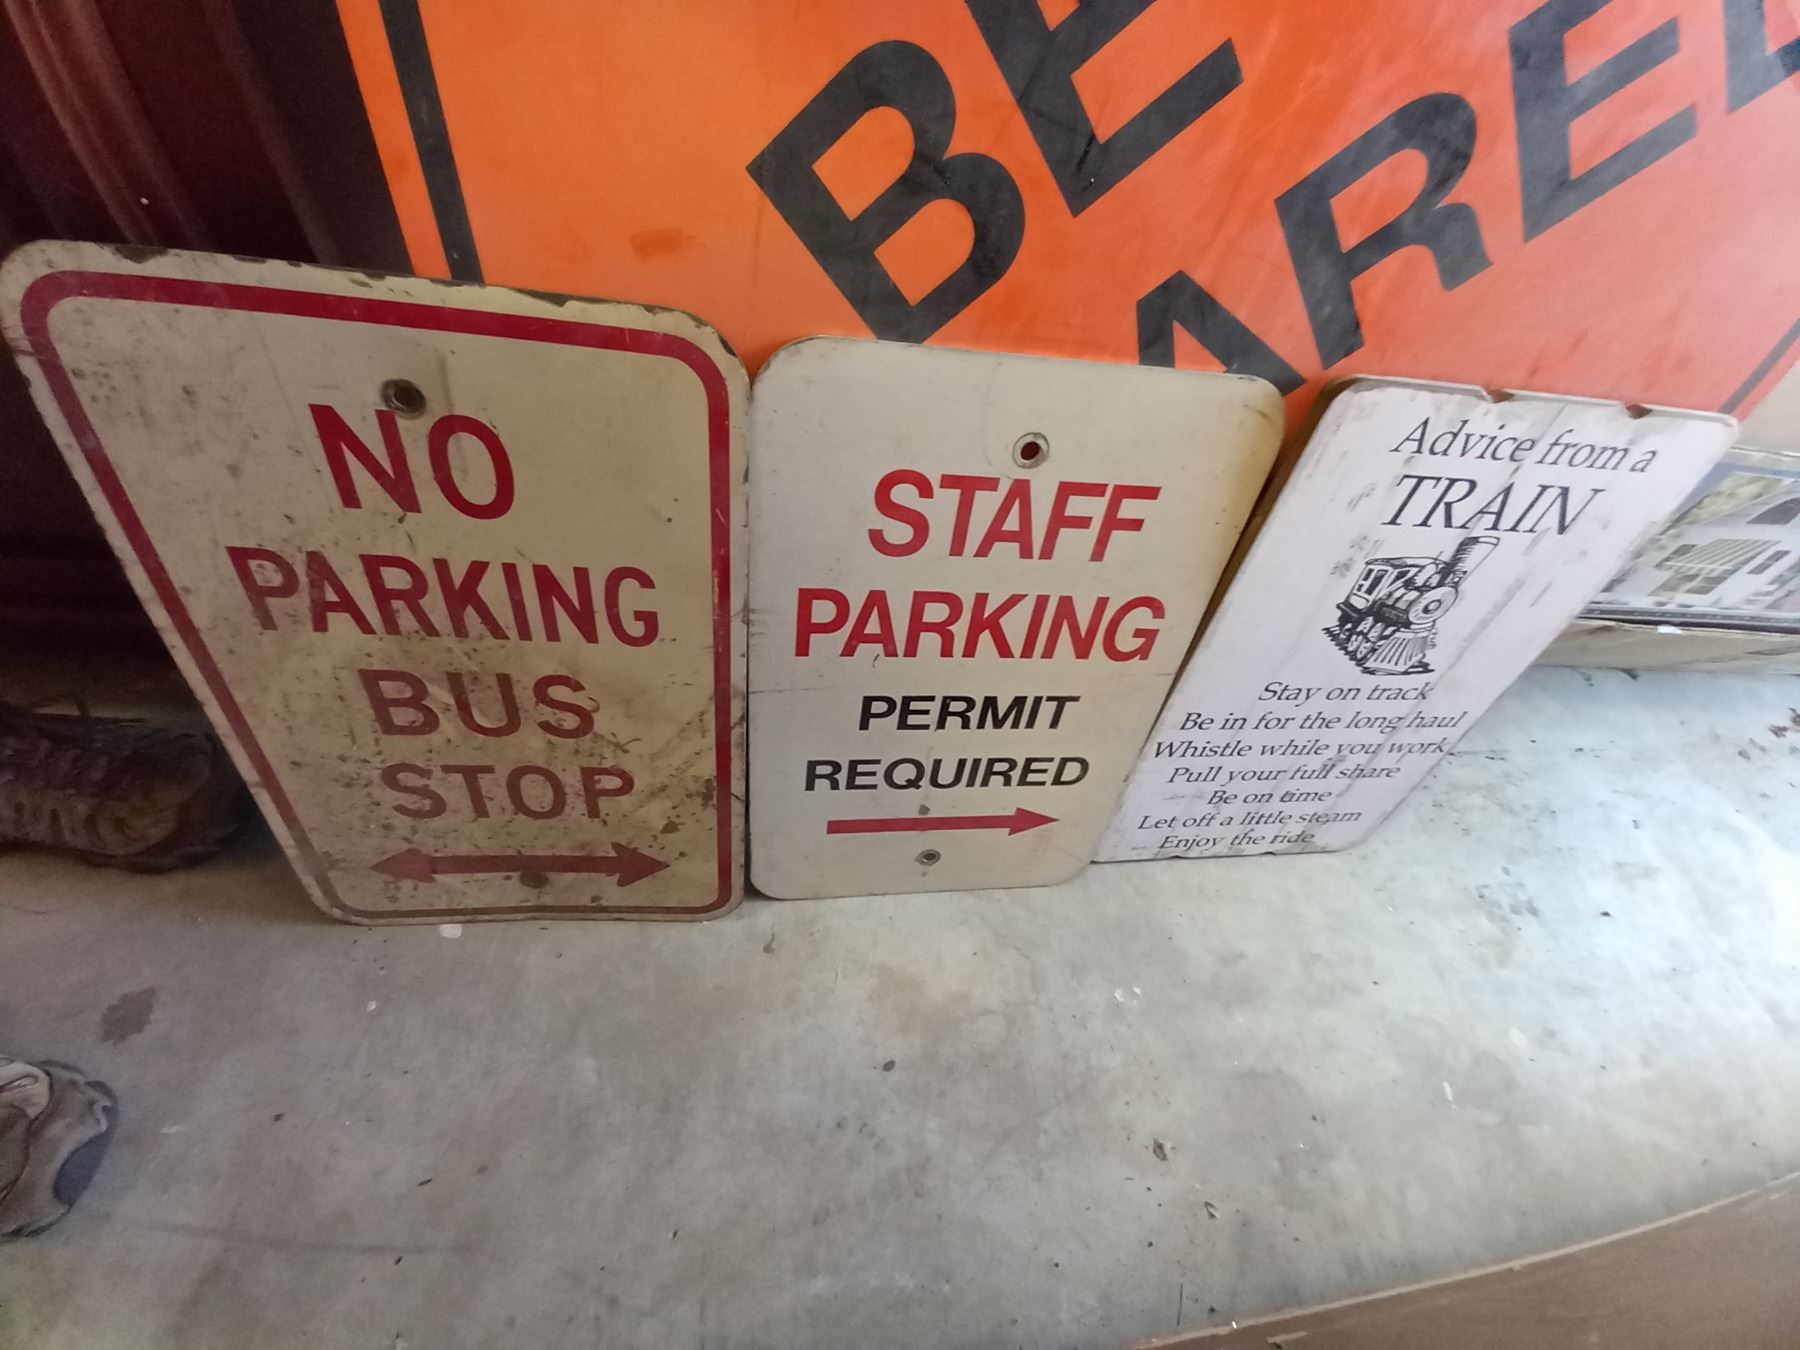 BE
ARE
NO
PARKING
BUS
STOP
STAFF
PARKING
PERMIT
REQUIRED
Advice from a
TRAIN
Stay on track
Be in for the long haul
Whistle while you work
Pull your full share
Be on time
Let off a little steam
Enjoy the ride